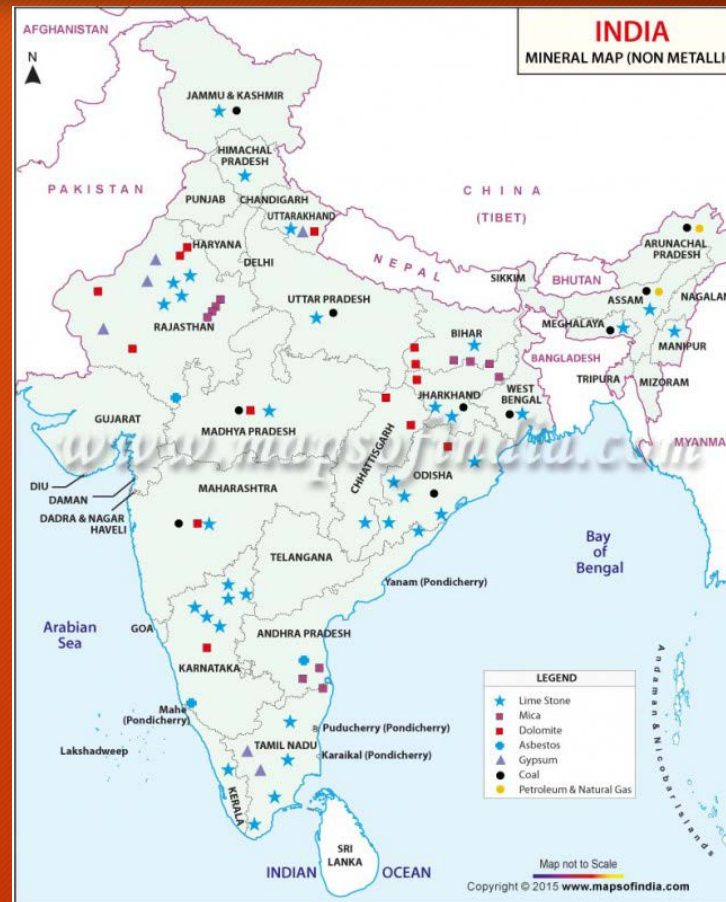 INDIA
MINERAL MAP (NON METALLI
AFGHANISTAN
N
JAMMU & KASHMIR
HIMACHAL
PRADESH
PAKISTAN
PUNJAB
CHANDIGARH
UTTARAKHAND
CHINA
(TIBET)
HARYANA
DELHI
NEPAL
SIKKIM
BHUTAN
ARUNACHAL
PRADESH
RAJASTHAN
UTTAR PRADESH
BIHAR
ASSAM
NAGALAN
MEGHALAYA
MANIPUR
BANGLADESH
TRIPURA
MIZORAM
JHARKHAND
WEST
BENGAL
GUJARAT
MADHYA PRADESH
www.mapsofindia.com
MYANMA
CHHATTISGARH
ODISHA
DIU
DAMAN
DADRA & NAGAR
HAVELI
MAHARASHTRA
TELANGANA
Bay
of
Bengal
Yanam (Pondicherry)
Arabian
Sea
GOA
ANDHRA PRADESH
KARNATAKA
Mahe
(Pondicherry)
Lakshadweep
Puducherry (Pondicherry)
TAMIL NADU
Karaikal (Pondicherry)
KERALA
Andaman & Nicobar Islands
LEGEND
Lime Stone
Mica
Dolomite
Asbestos
Gypsum
Coal
Petroleum & Natural Gas
SRI
LANKA
INDIAN OCEAN
Map not to Scale
Copyright © 2015 www.mapsofindia.com